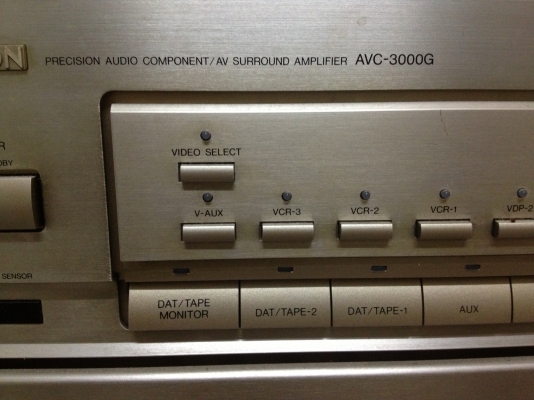 ON PRECISION AUDIO COMPONENT/AV SURROUND AMPLIFIER AVC-3000G
VIDEO SELECT
V-AUX VCR-3 VCR-2 VCR-1 VDP-2
SENSOR
DAT/TAPE
MONITOR
DAT/TAPE-2 DAT/TAPE-1 AUX